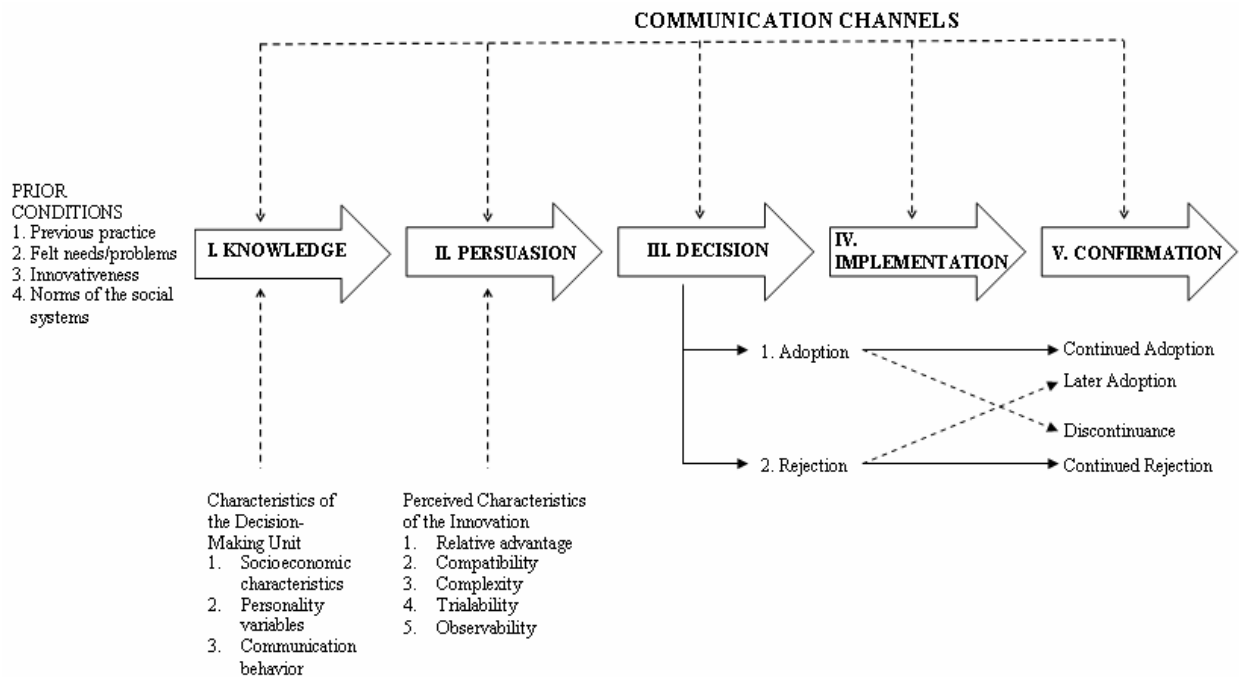 COMMUNICATION CHANNELS
PRIOR
CONDITIONS
1. Previous practice
2. Felt needs/problems
3. Innovativeness
4. Norms of the social
systems
I. KNOWLEDGE
II. PERSUASION
III. DECISION
IV.
IMPLEMENTATION
V. CONFIRMATION
1. Adoption
2. Rejection
Continued Adoption
Later Adoption
Discontinuance
Continued Rejection
Characteristics of
the Decision-
Making Unit
1. Socioeconomic
characteristics
2. Personality
variables
3. Communication
behavior
Perceived Characteristics
of the Innovation
1. Relative advantage
2. Compatibility
3. Complexity
4. Trialability
5. Observability